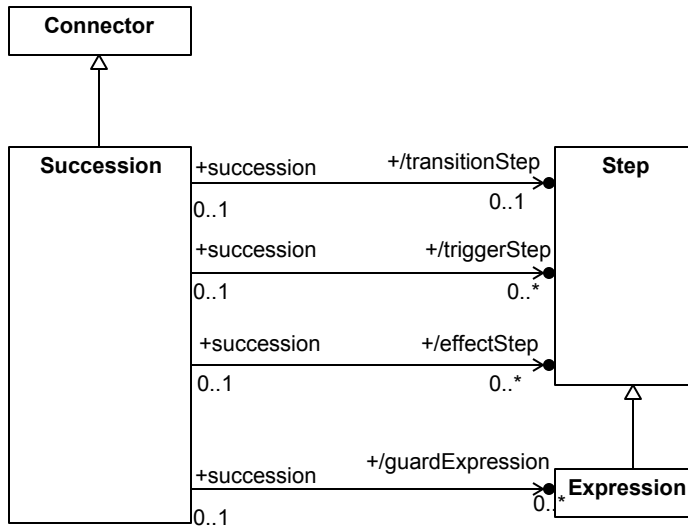 Connector
Succession
Step
+succession
+/transitionStep
0..1
0..1
+succession
+/triggerStep
0..1
0..*
+succession
+/effectStep
0..1
0..*
+succession
+/guardExpression
0..1
0..*
Expression